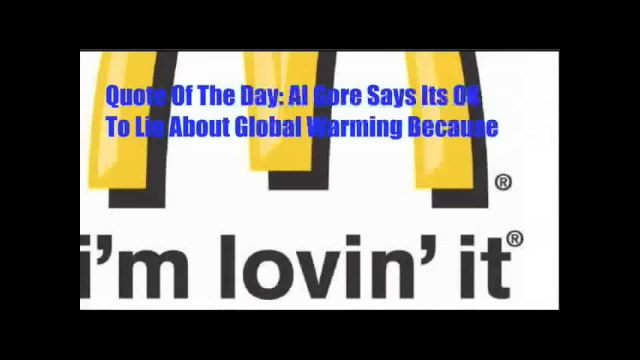 Quote Of The Day: Al Gore Says Its OK
To Lie About Global Warming Because
®
i'm lovin' it®